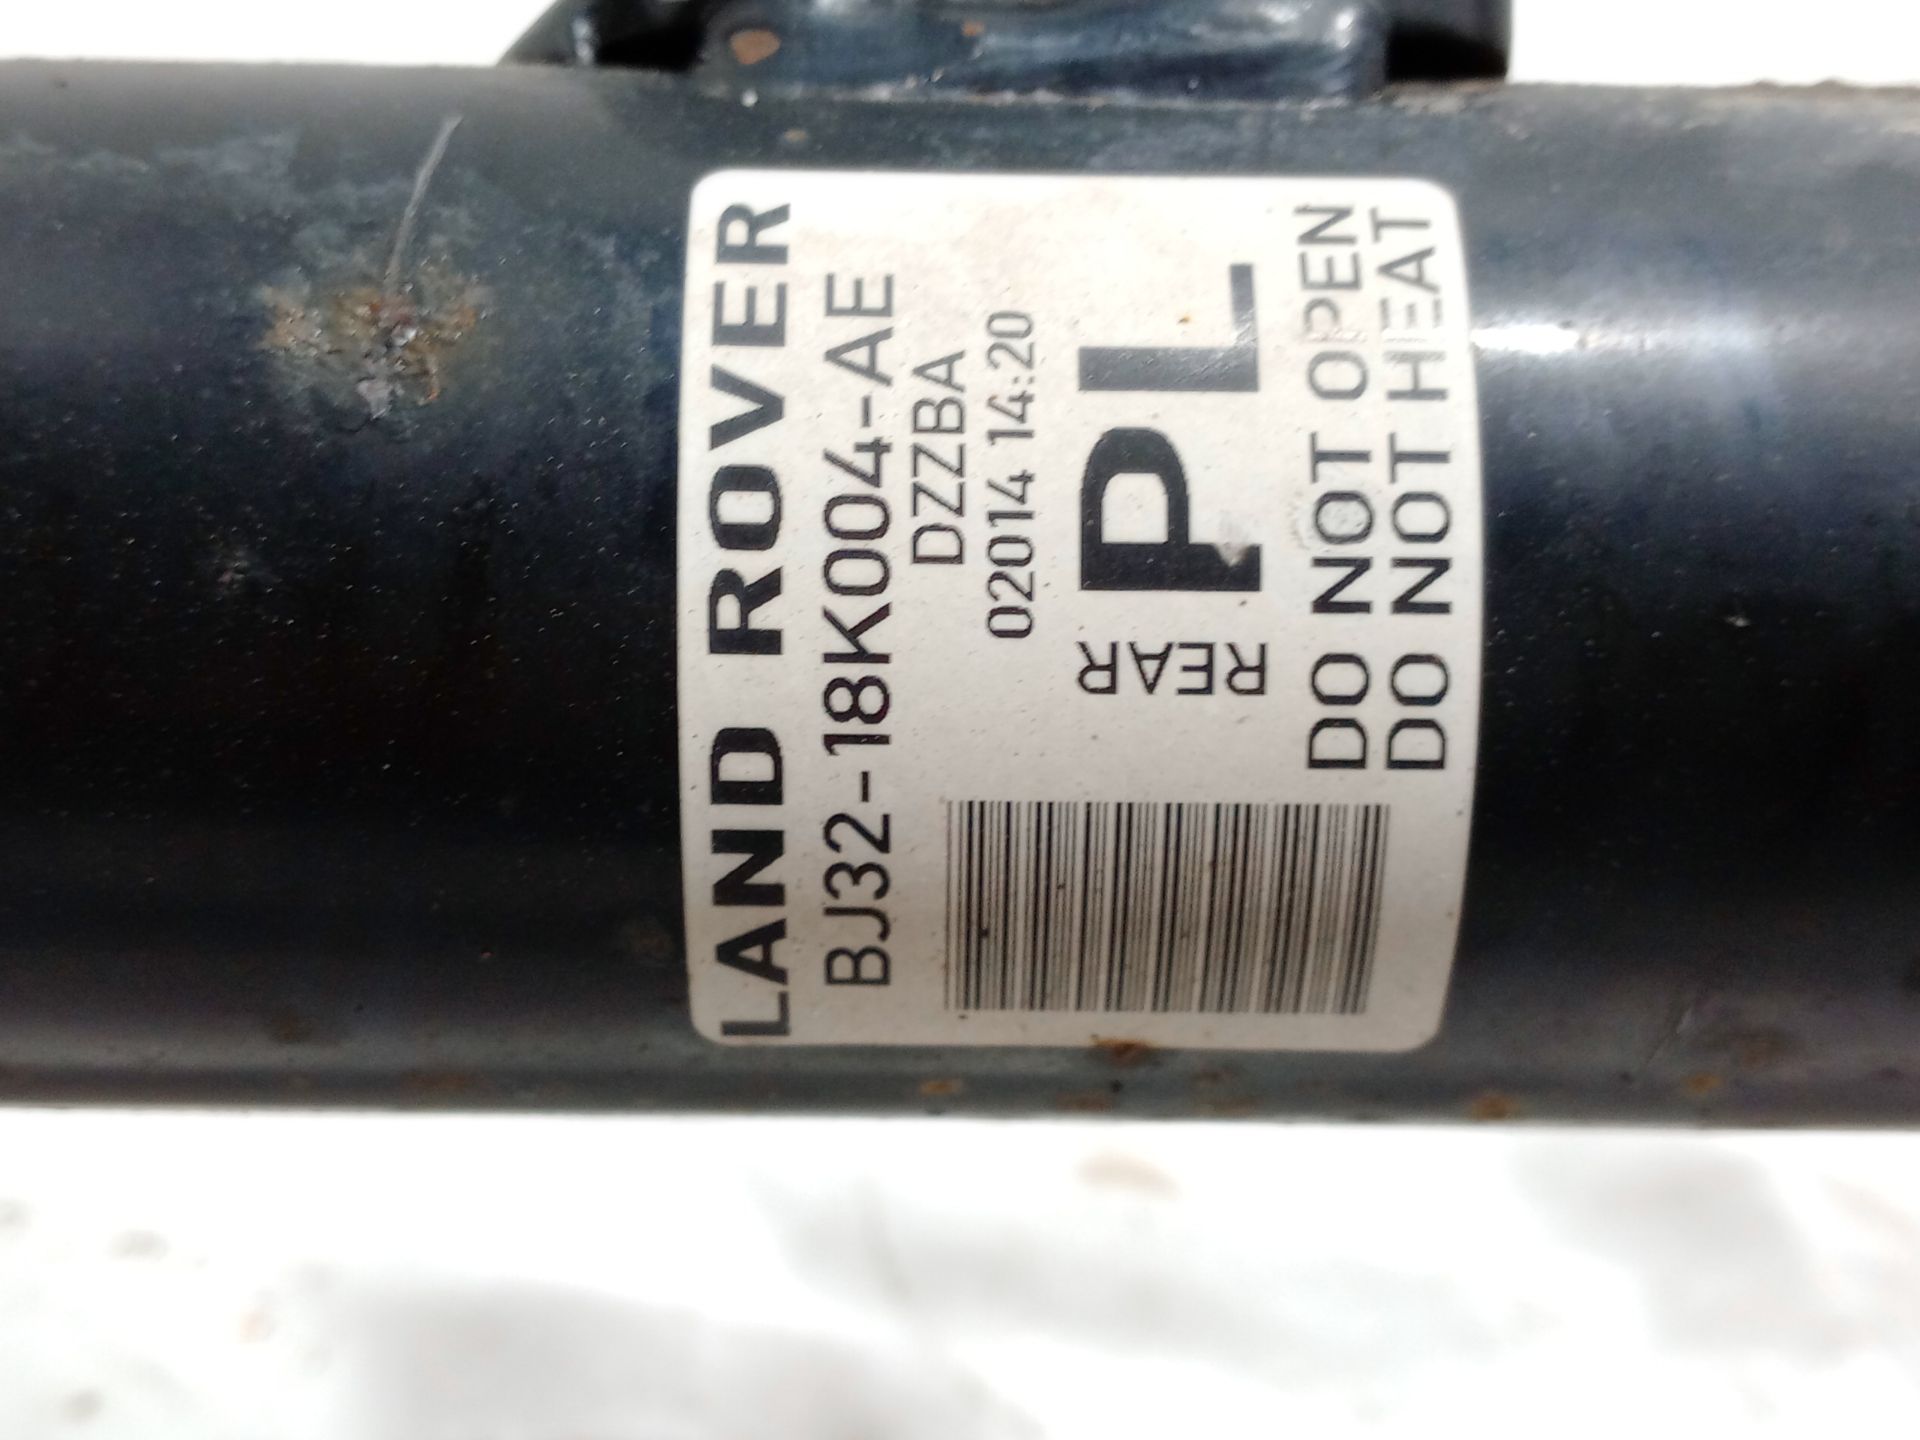 LAND ROVER
BJ32-18K004-AE
DZZBA
02014 14:20
REAR
PL
DO NOT OPEN
DO NOT HEAT